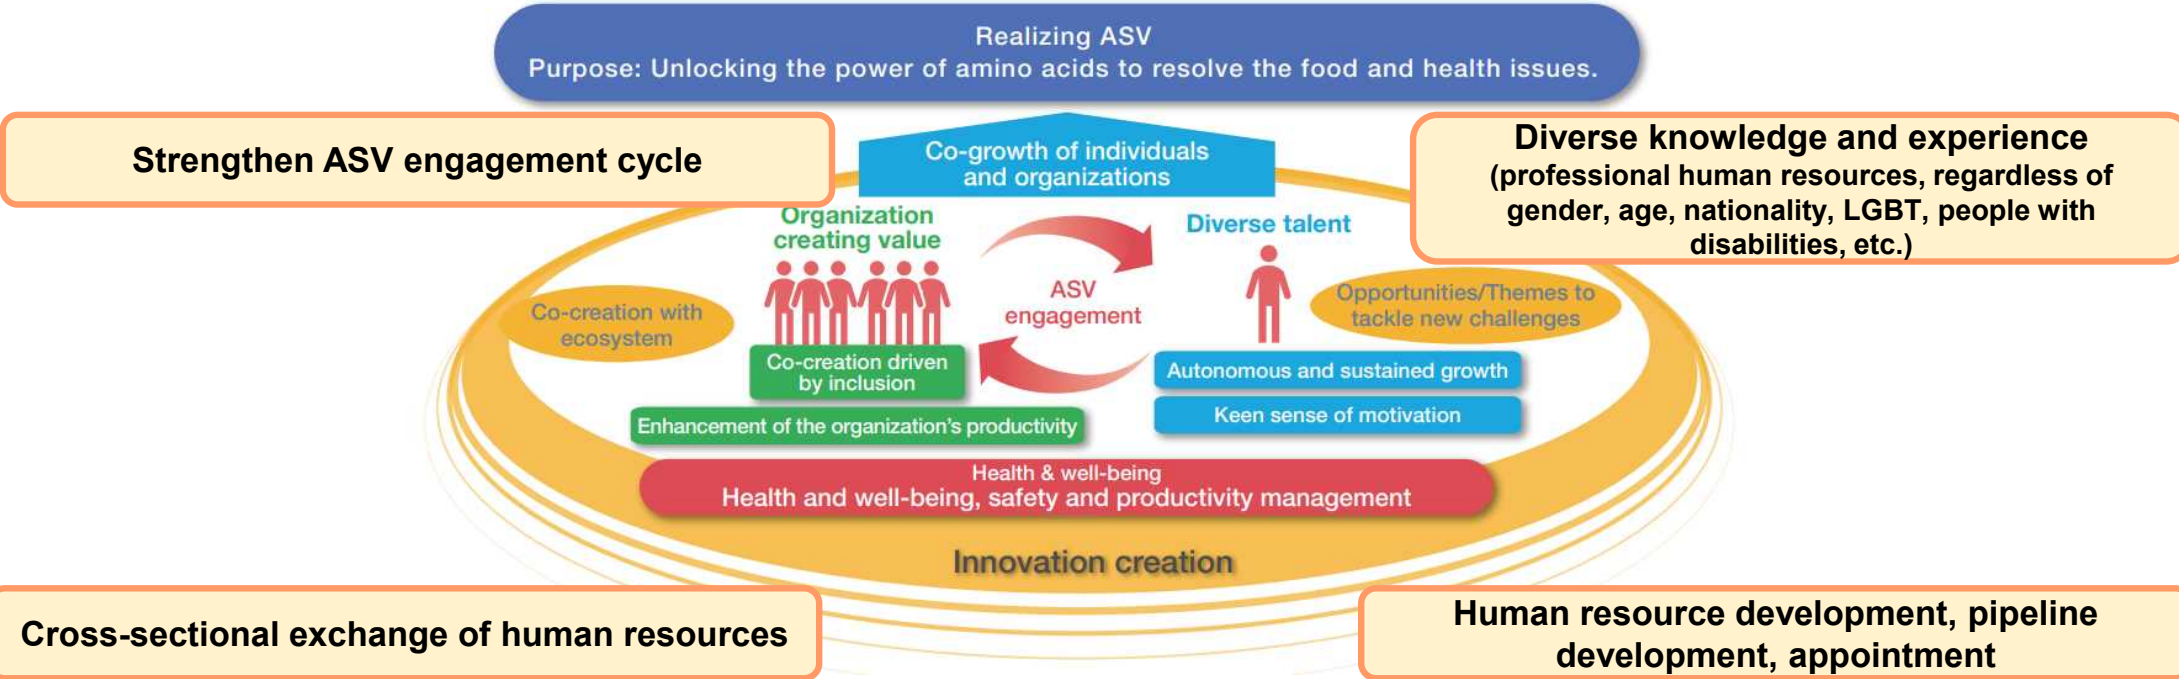 Realizing ASV
Purpose: Unlocking the power of amino acids to resolve the food and health issues.
Strengthen ASV engagement cycle
Co-growth of individuals
and organizations
Diverse knowledge and experience
(professional human resources, regardless of
gender, age, nationality, LGBT, people with
disabilities, etc.)
Organization
creating value
Diverse talent
ASV
engagement
Co-creation with
ecosystem
Opportunities/Themes to
tackle new challenges
Co-creation driven
by inclusion
Autonomous and sustained growth
Enhancement of the organization's productivity
Keen sense of motivation
Health & well-being
Health and well-being, safety and productivity management
Innovation creation
Cross-sectional exchange of human resources
Human resource development, pipeline
development, appointment